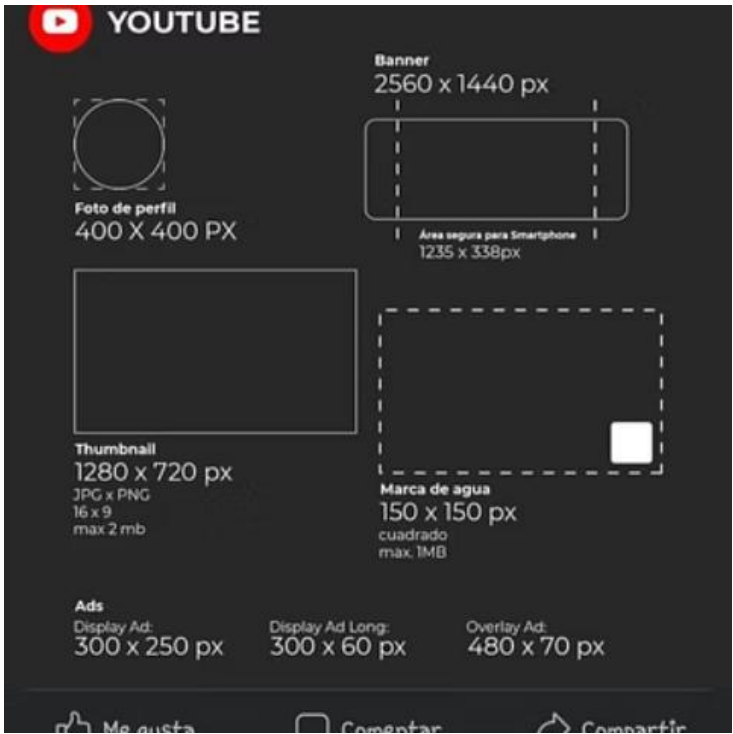 YOUTUBE
Banner
2560 x 1440 px
Foto de perfil
400 X 400 PX
Área segura para Smartphone
1235 x 338px
Thumbnail
1280 x 720 px
JPG x PNG
16 x 9
max 2 mb
Marca de agua
150 x 150 px
cuadrado
max. 1MB
Ads
Display Ad:
300 x 250 px
Display Ad Long:
300 x 60 px
Overlay Ad:
480 x 70 px
Me gusta
Comentar
Compartir